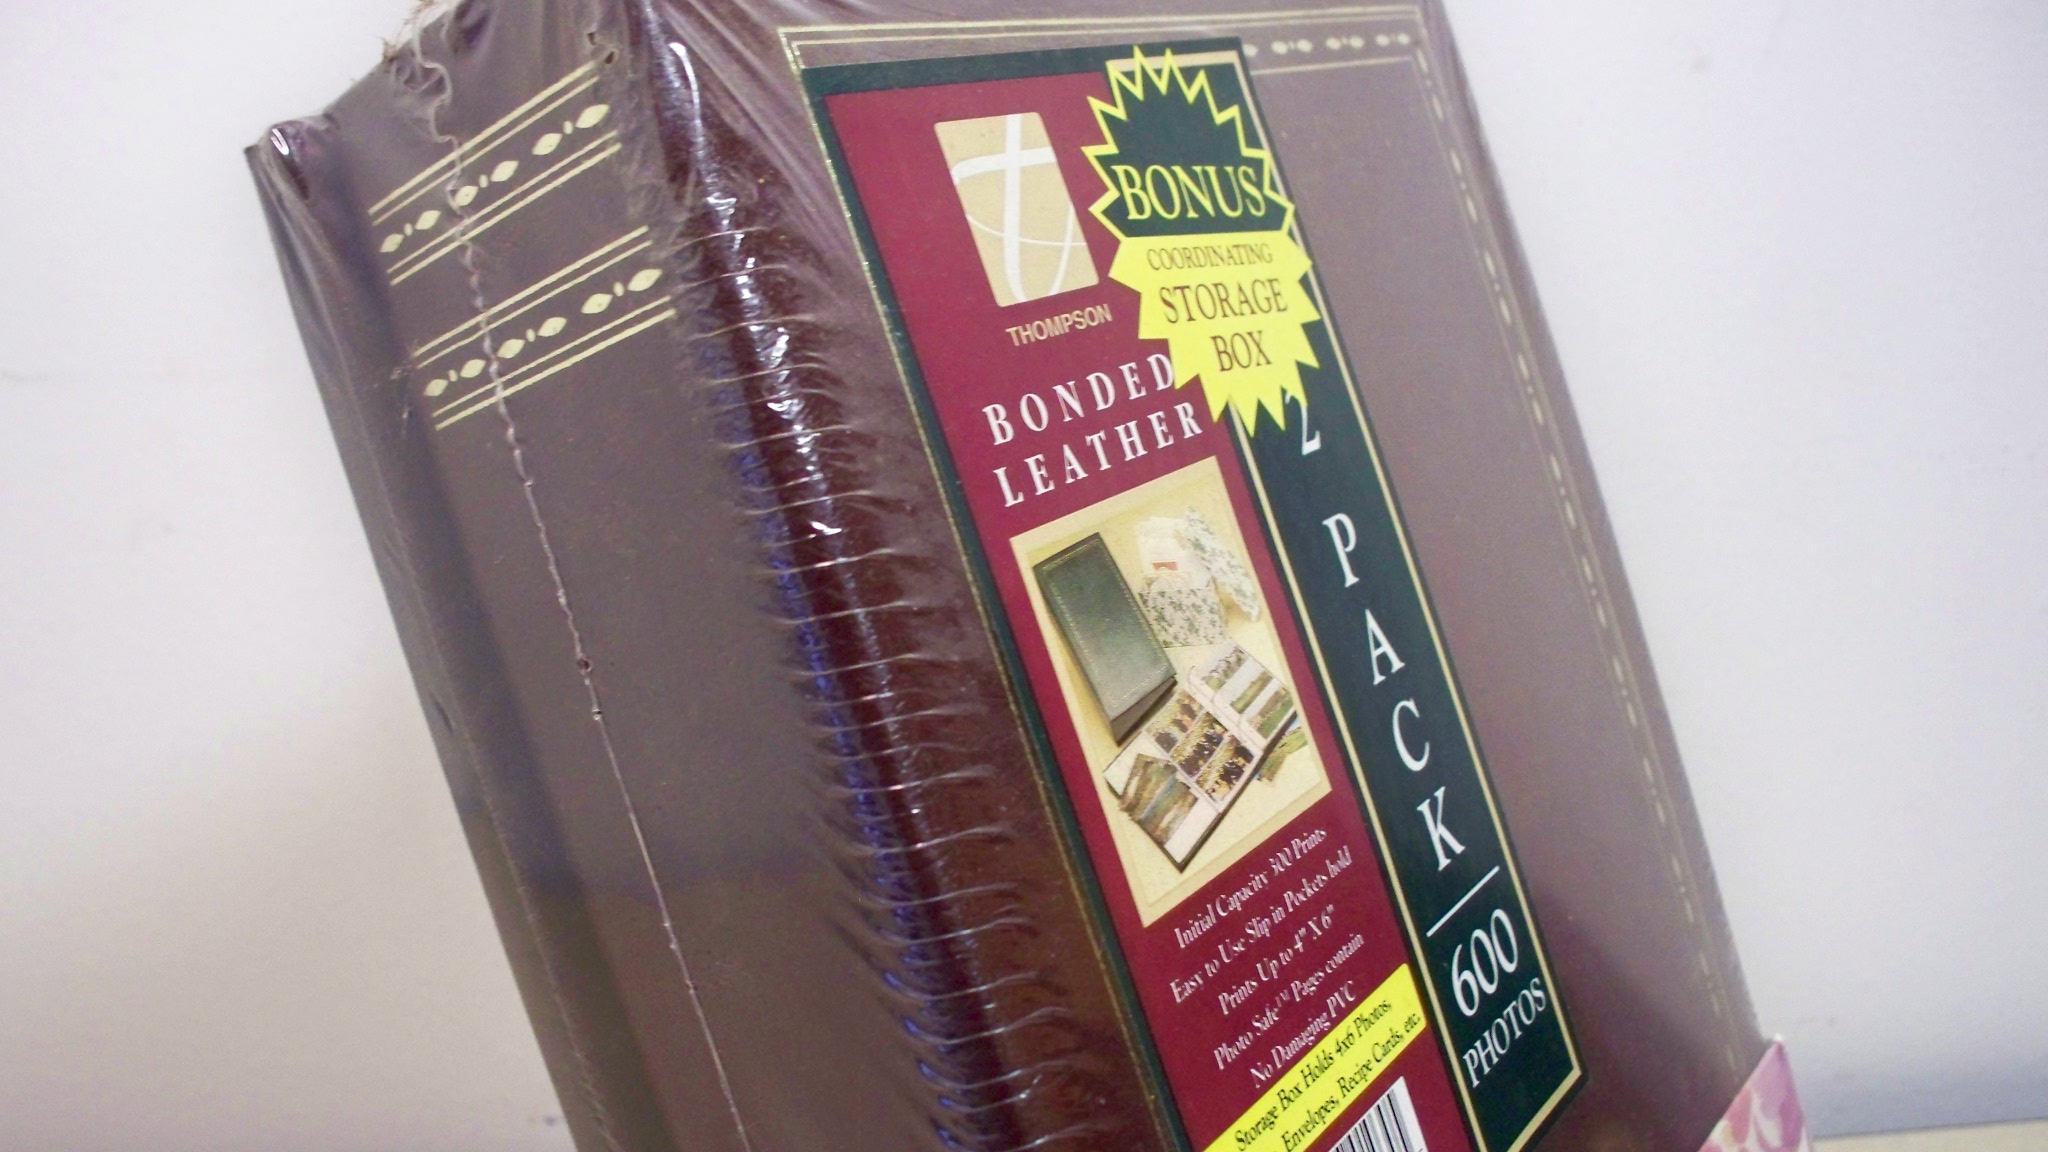 THOMPSON
BONDED
LEATHER
BONUS
COORDINATING
STORAGE
BOX
2 PACK
600
PHOTOS
Initial Capacity 300 Prints
Easy to Use Slip in Pockets hold
Prints Up to 4" X 6"
Photo Safe™ Pages contain
No Damaging PVC
Storage Box Holds 4x6 Photos,
Envelopes, Recipe Cards, etc.